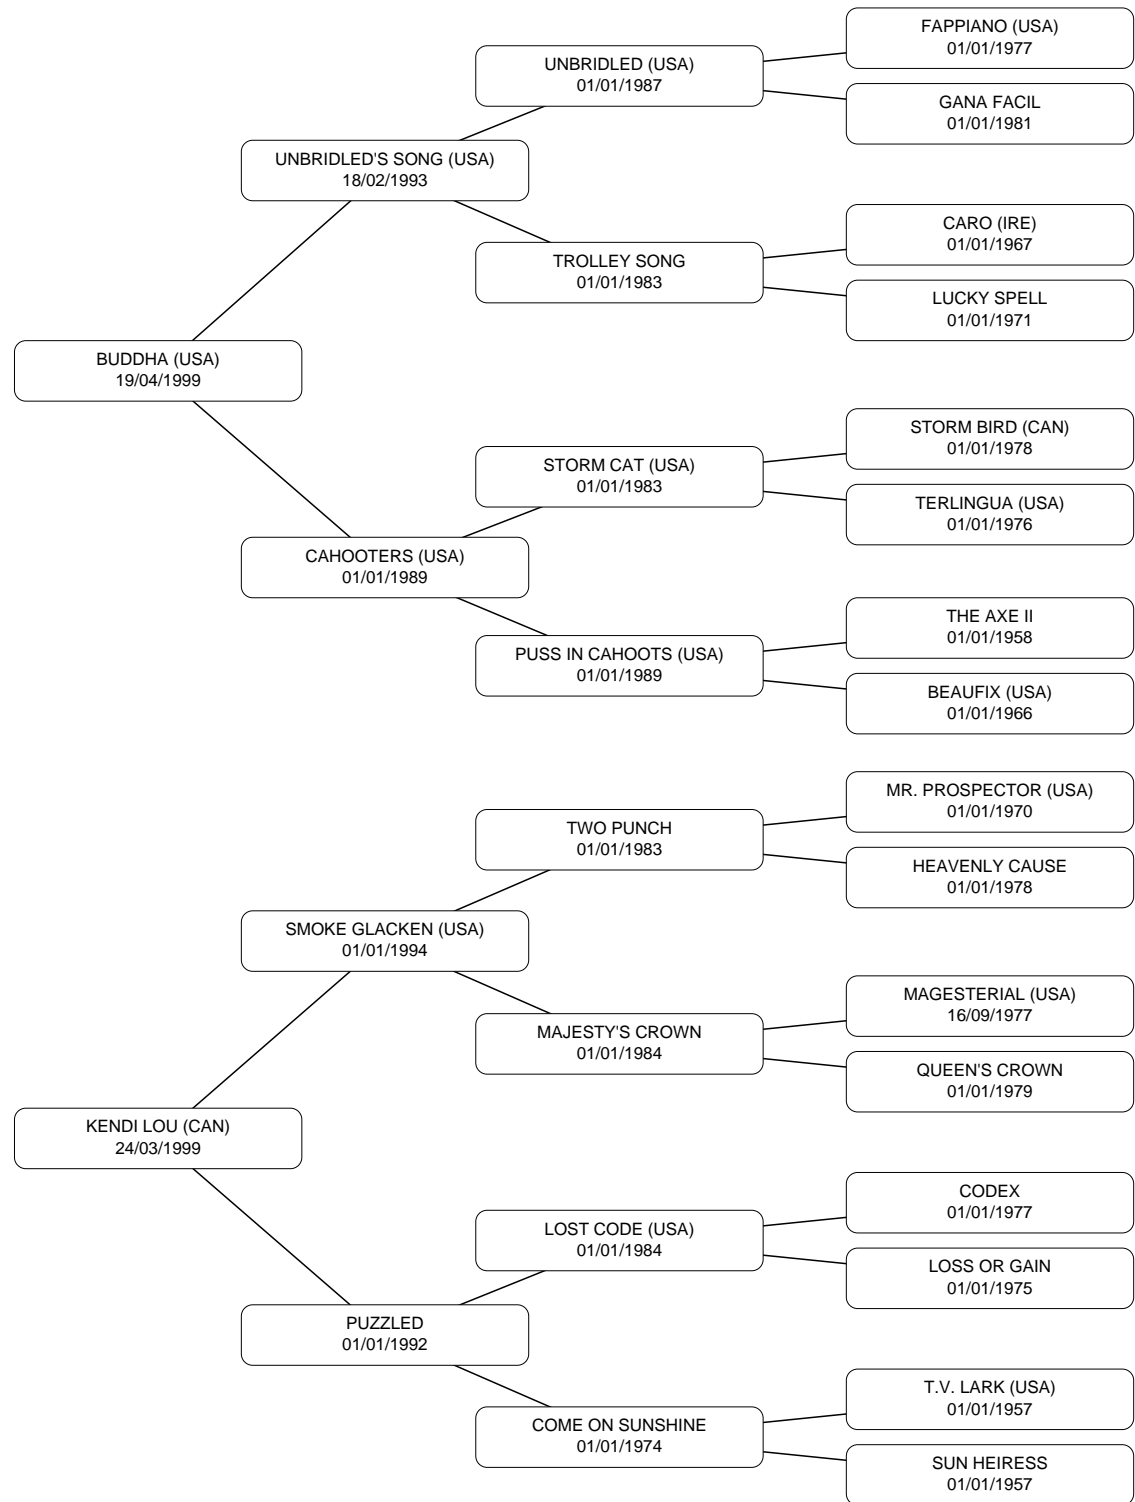 FAPPIANO (USA)
01/01/1977
UNBRIDLED (USA)
01/01/1987
GANA FACIL
01/01/1981
UNBRIDLED'S SONG (USA)
18/02/1993
CARO (IRE)
01/01/1967
TROLLEY SONG
01/01/1983
LUCKY SPELL
01/01/1971
BUDDHA (USA)
19/04/1999
STORM BIRD (CAN)
01/01/1978
STORM CAT (USA)
01/01/1983
TERLINGUA (USA)
01/01/1976
CAHOOTERS (USA)
01/01/1989
THE AXE II
01/01/1958
PUSS IN CAHOOTS (USA)
01/01/1989
BEAUFIX (USA)
01/01/1966
MR. PROSPECTOR (USA)
01/01/1970
TWO PUNCH
01/01/1983
HEAVENLY CAUSE
01/01/1978
SMOKE GLACKEN (USA)
01/01/1994
MAGESTERIAL (USA)
16/09/1977
MAJESTY'S CROWN
01/01/1984
QUEEN'S CROWN
01/01/1979
KENDI LOU (CAN)
24/03/1999
CODEX
01/01/1977
LOST CODE (USA)
01/01/1984
LOSS OR GAIN
01/01/1975
PUZZLED
01/01/1992
T.V. LARK (USA)
01/01/1957
COME ON SUNSHINE
01/01/1974
SUN HEIRESS
01/01/1957